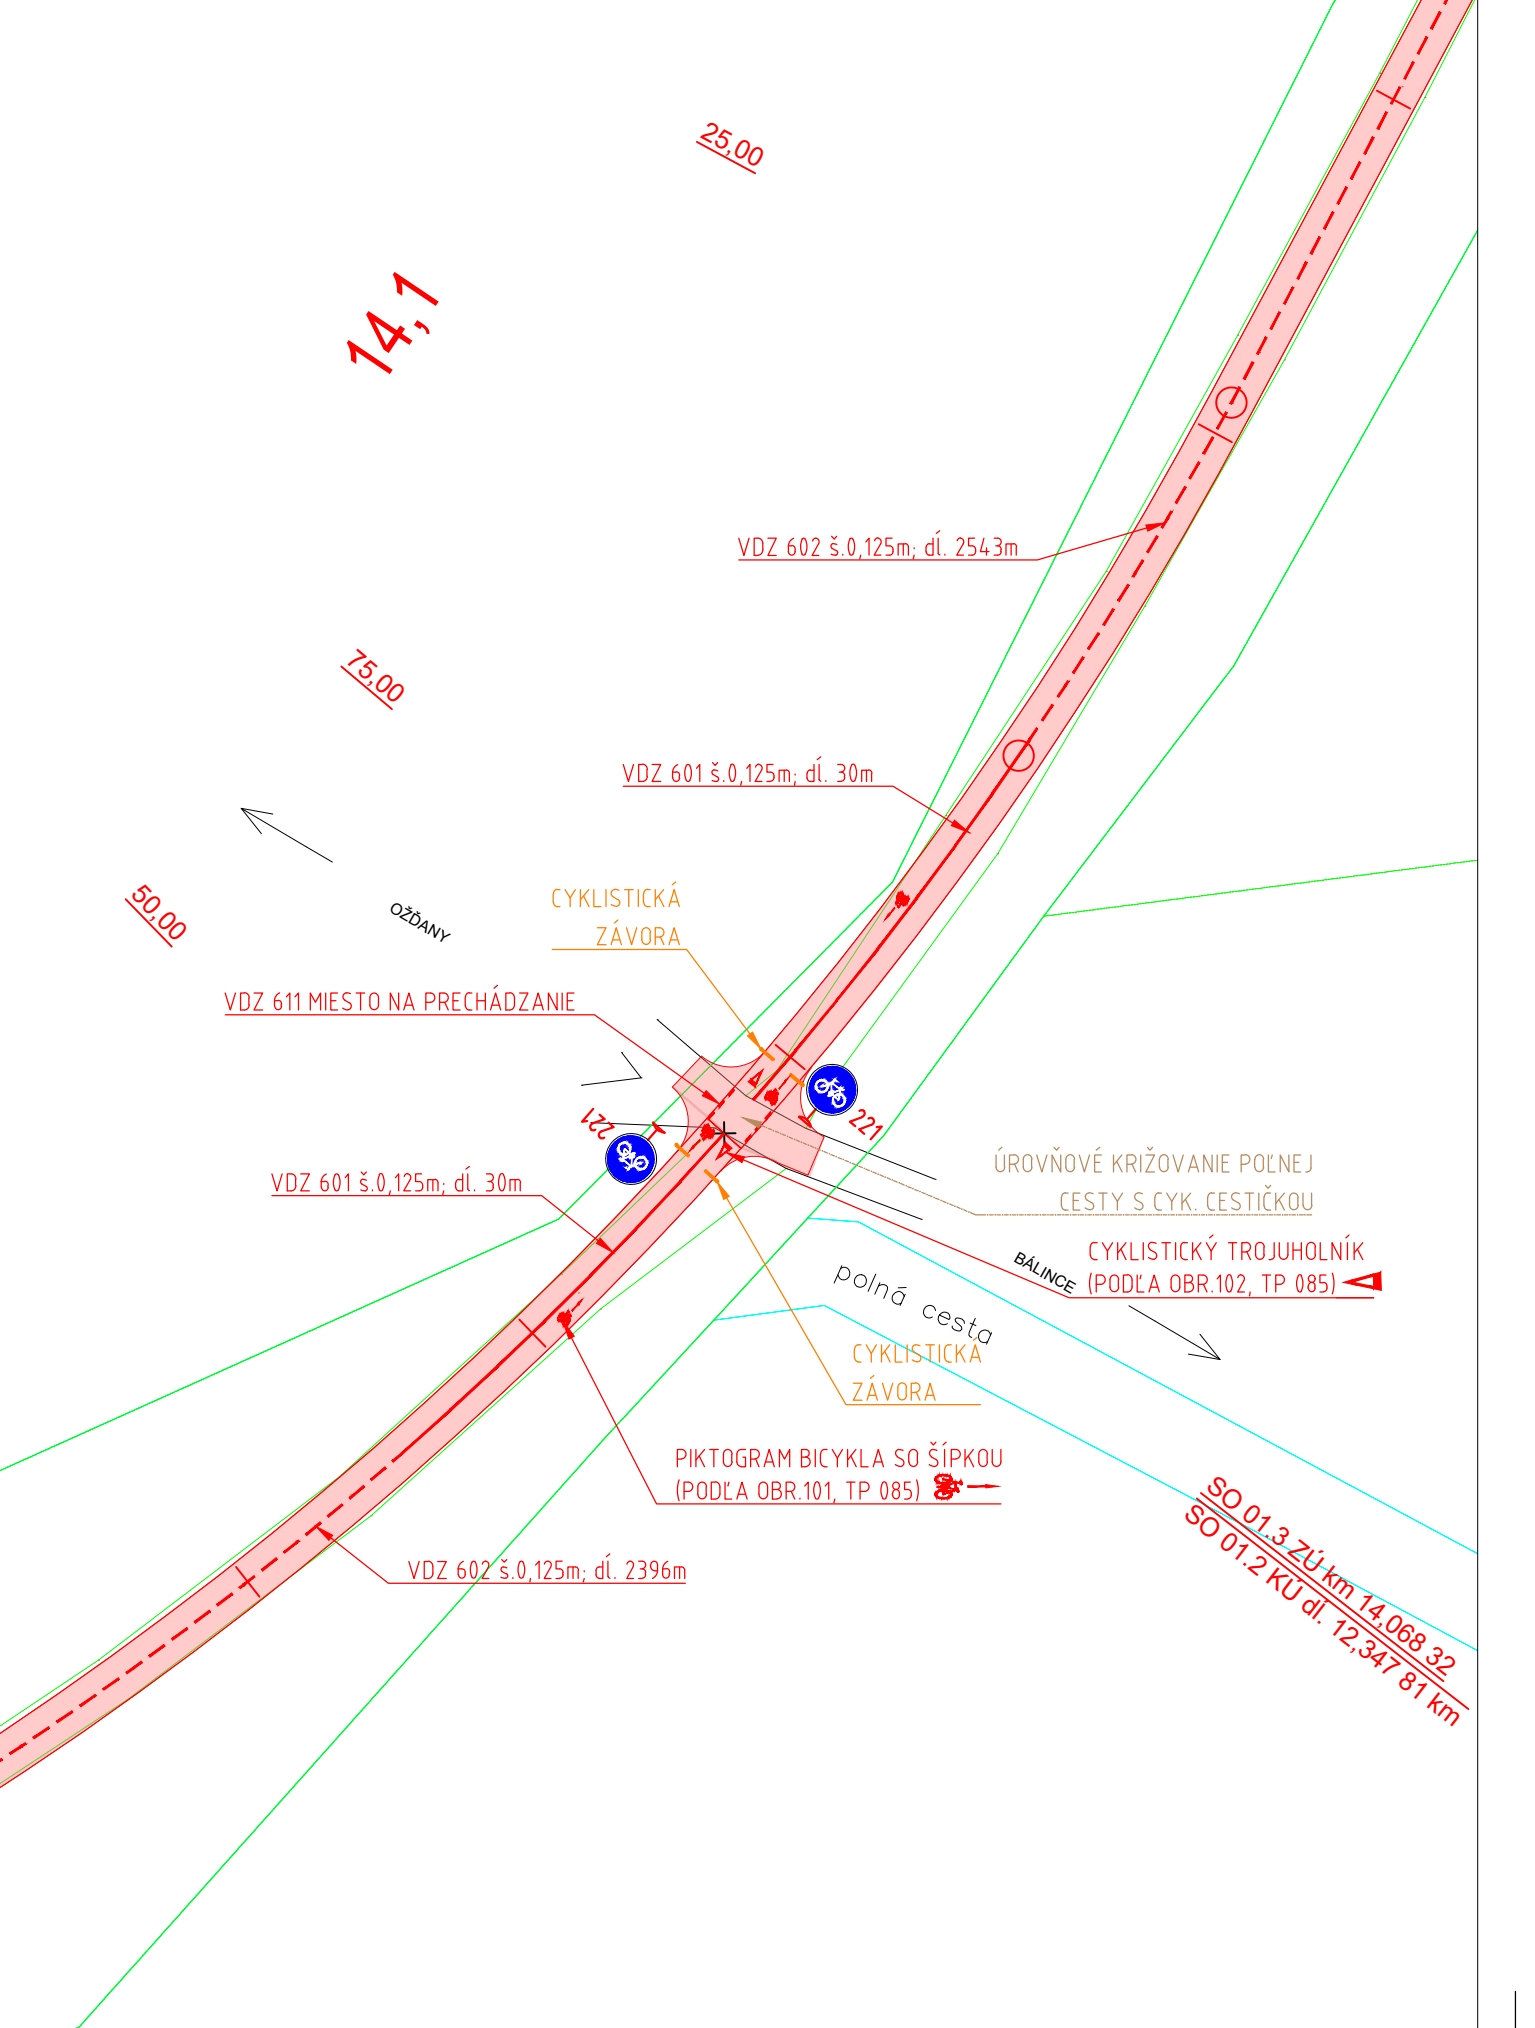 25,00
14,1
VDZ 602 š.0,125m; dĺ. 2543m
75,00
VDZ 601 š.0,125m; dĺ. 30m
50,00
OŽĎANY
CYKLISTICKÁ
ZÁVORA
VDZ 611 MIESTO NA PRECHÁDZANIE
221
221
ÚROVŇOVÉ KRIŽOVANIE POĽNEJ
CESTY S CYK. CESTIČKOU
VDZ 601 š.0,125m; dĺ. 30m
CYKLISTICKÝ TROJUHOLNÍK
(PODĽA OBR.102, TP 085)
BÁLINCE
polná cesta
CYKLISTICKÁ
ZÁVORA
PIKTOGRAM BICYKLA SO ŠÍPKOU
(PODĽA OBR.101, TP 085)
VDZ 602 š.0,125m; dĺ. 2396m
SO 01.3 ZÚ km 14,068 32
SO 01.2 KÚ dĺ. 12,347 81 km